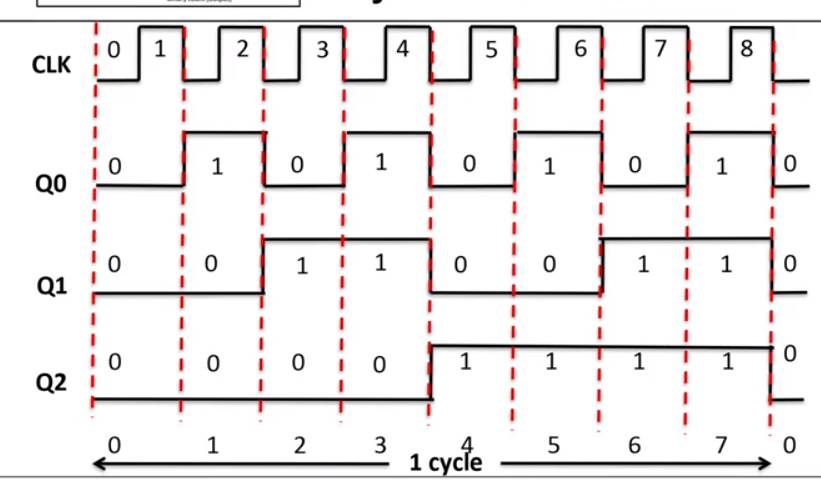 CLK 0 1 2 3 4 5 6 7 8
Q0 0 1 0 1 0 1 0 1 0
Q1 0 0 1 1 0 0 1 1 0
Q2 0 0 0 0 1 1 1 1 0
0 1 2 3 4 5 6 7 0
1 cycle